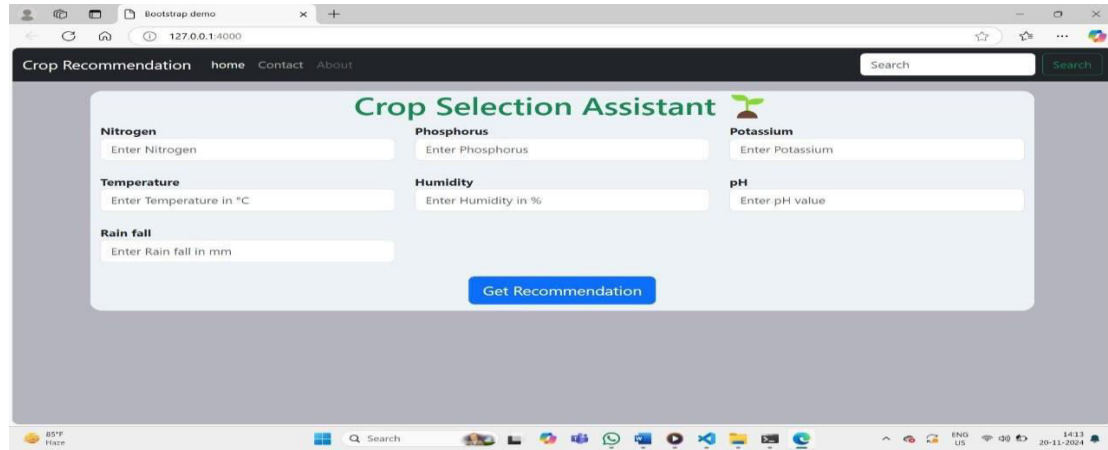 Bootstrap demo
127.0.0.1:4000
Crop Recommendation home Contact About Search Search
Crop Selection Assistant
Nitrogen Phosphorus Potassium
Enter Nitrogen Enter Phosphorus Enter Potassium
Temperature Humidity pH
Enter Temperature in °C Enter Humidity in % Enter pH value
Rain fall
Enter Rain fall in mm
Get Recommendation
85°F
Haze
Search
ENG
US
14:13
20-11-2024